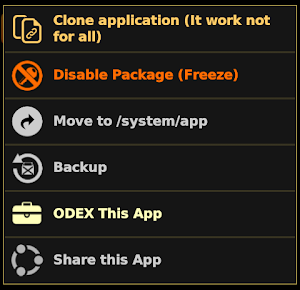 Clone application (It work not
for all)
Disable Package (Freeze)
Move to /system/app
Backup
ODEX This App
Share this App